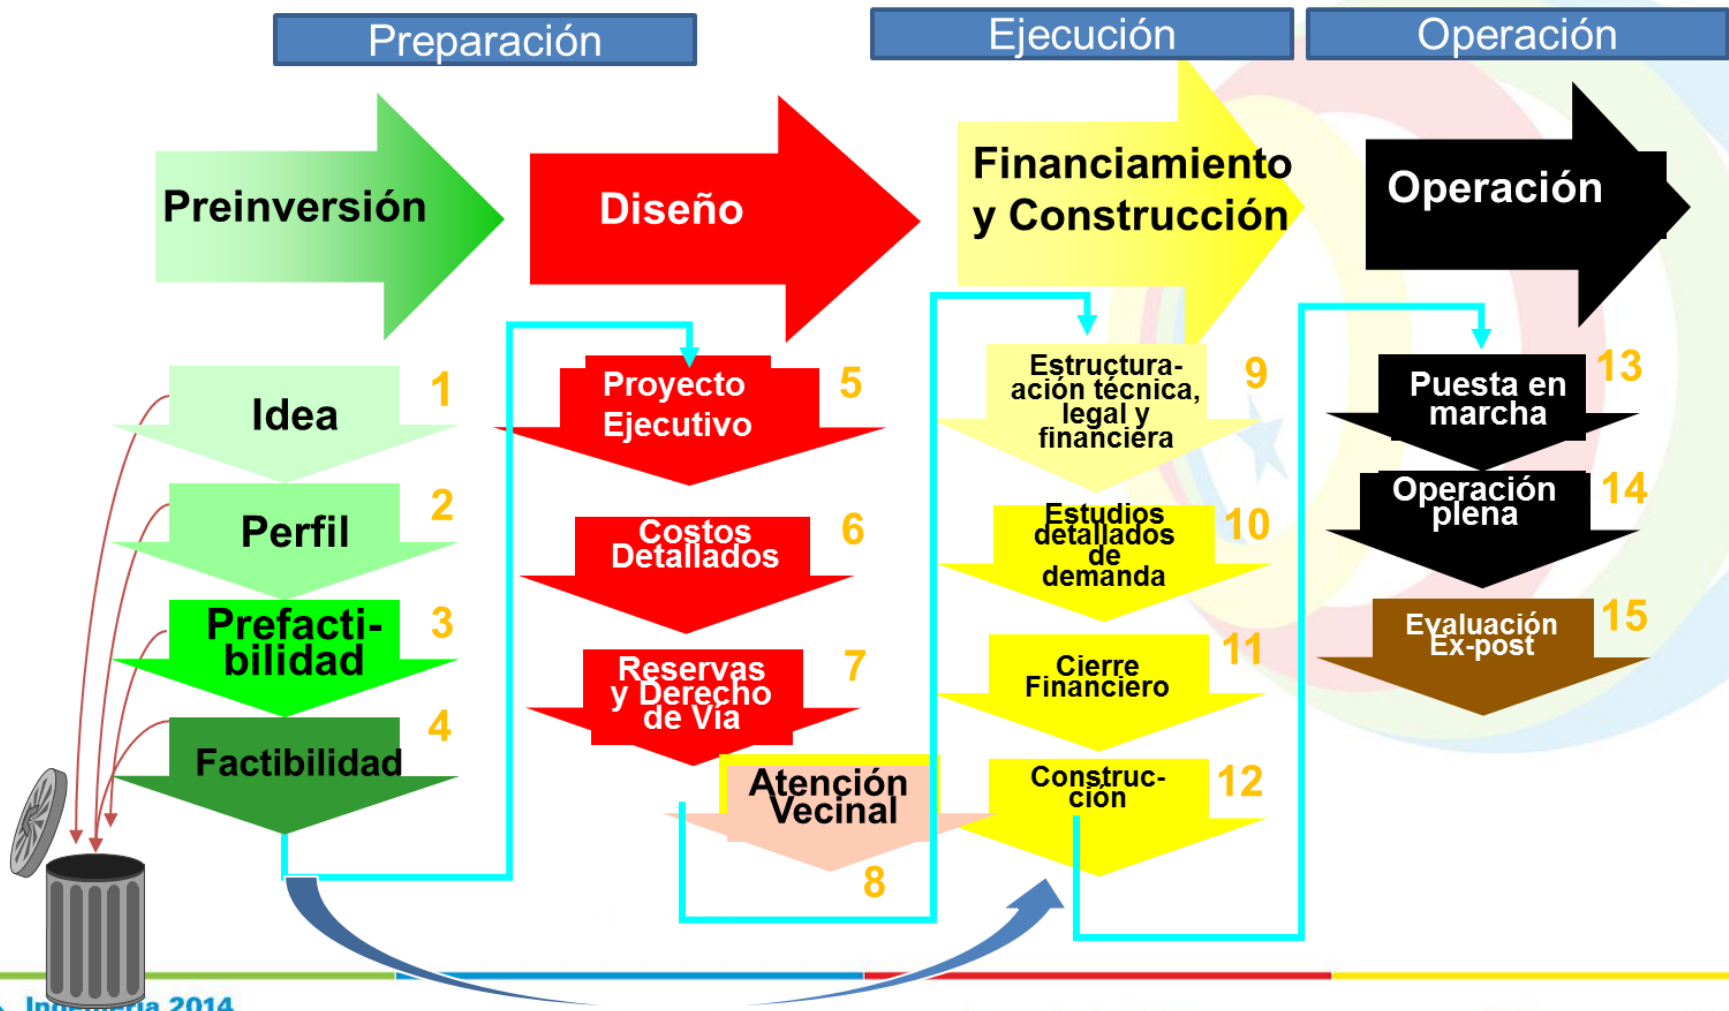 Preparación
Ejecución
Operación
Preinversión
Diseño
Financiamiento
y Construcción
Operación
Idea
1
Perfil
2
Prefacti-
bilidad
3
Factibilidad
4
Proyecto
Ejecutivo
5
Costos
Detallados
6
Reservas
y Derecho
de Vía
7
Atención
Vecinal
8
Estructura-
ación técnica,
legal y
financiera
9
Estudios
detallados
de
demanda
10
Cierre
Financiero
11
Construc-
ción
12
Puesta en
marcha
13
Operación
plena
14
Evaluación
Ex-post
15
Ingeniería 2014